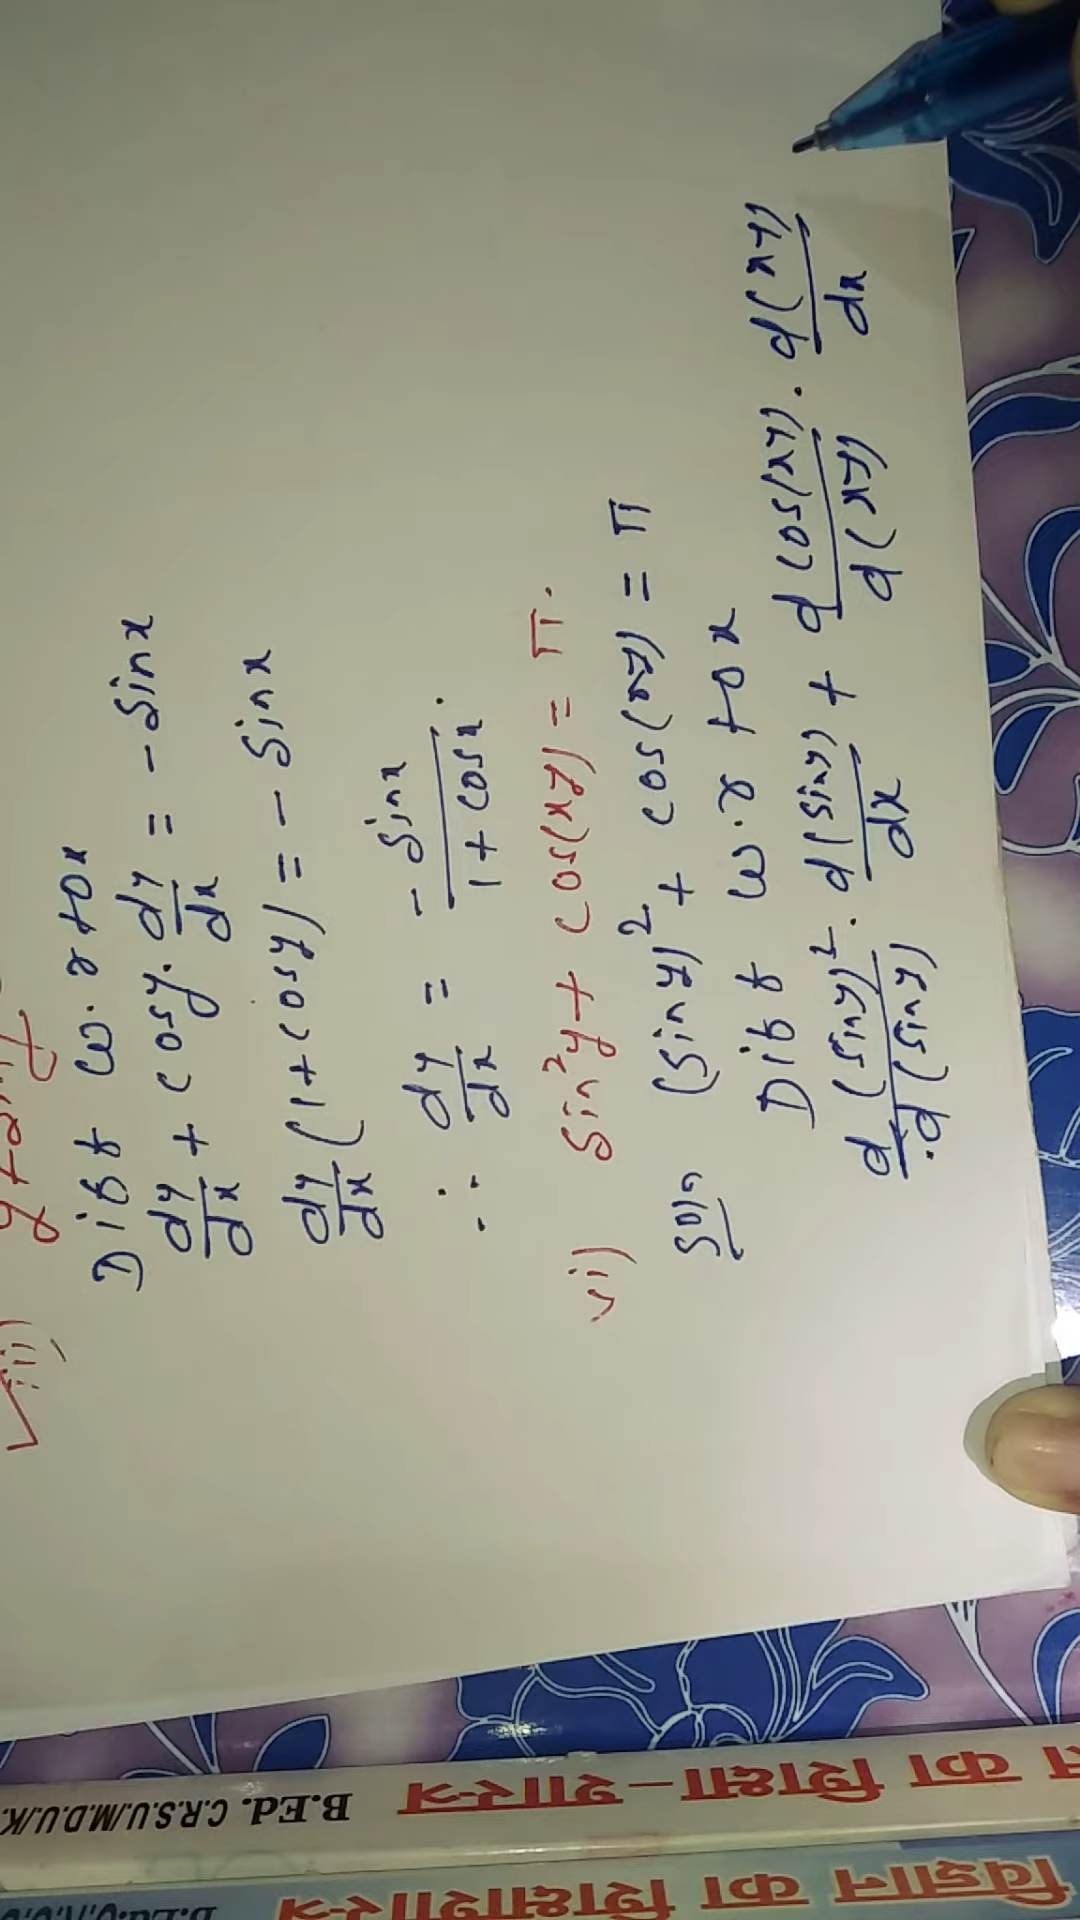 iii)
Diff w.r to x
dy/dx + cosy. dy/dx = - Sinx
dy/dx (1+cosy) = - Sinx
∴ dy/dx = - Sinx / 1+cosx.
vi) Sin²y + cos(xy) = π.
Soln (Siny)² + cos(xy) = π
Diff w.r to x
d(siny)²/d(siny) . d(siny)/dx + d cos(xy)/d(xy) . d(xy)/dx
का शिक्षा–शास्त्र B.Ed. C.R.S.U/M.D.U/K.
विज्ञान का शिक्षाशास्त्र